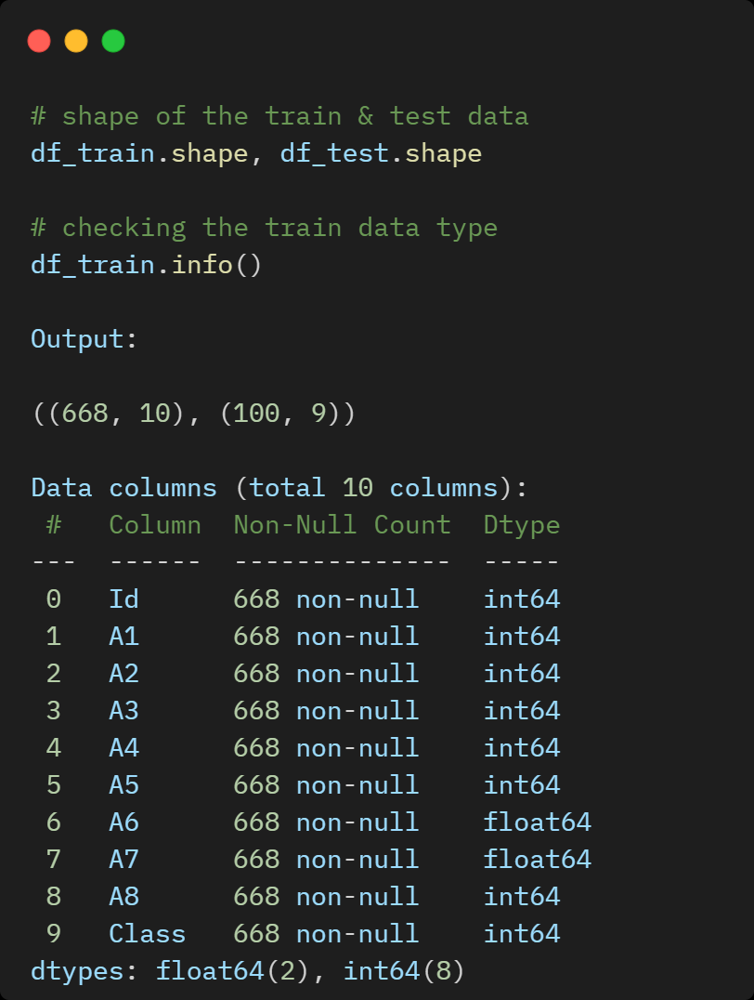 # shape of the train & test data
df_train.shape, df_test.shape
# checking the train data type
df_train.info()
Output:
((668, 10), (100, 9))
Data columns (total 10 columns):
 #   Column  Non-Null Count  Dtype
---  ------  --------------  -----
 0   Id      668 non-null    int64
 1   A1      668 non-null    int64
 2   A2      668 non-null    int64
 3   A3      668 non-null    int64
 4   A4      668 non-null    int64
 5   A5      668 non-null    int64
 6   A6      668 non-null    float64
 7   A7      668 non-null    float64
 8   A8      668 non-null    int64
 9   Class   668 non-null    int64
dtypes: float64(2), int64(8)